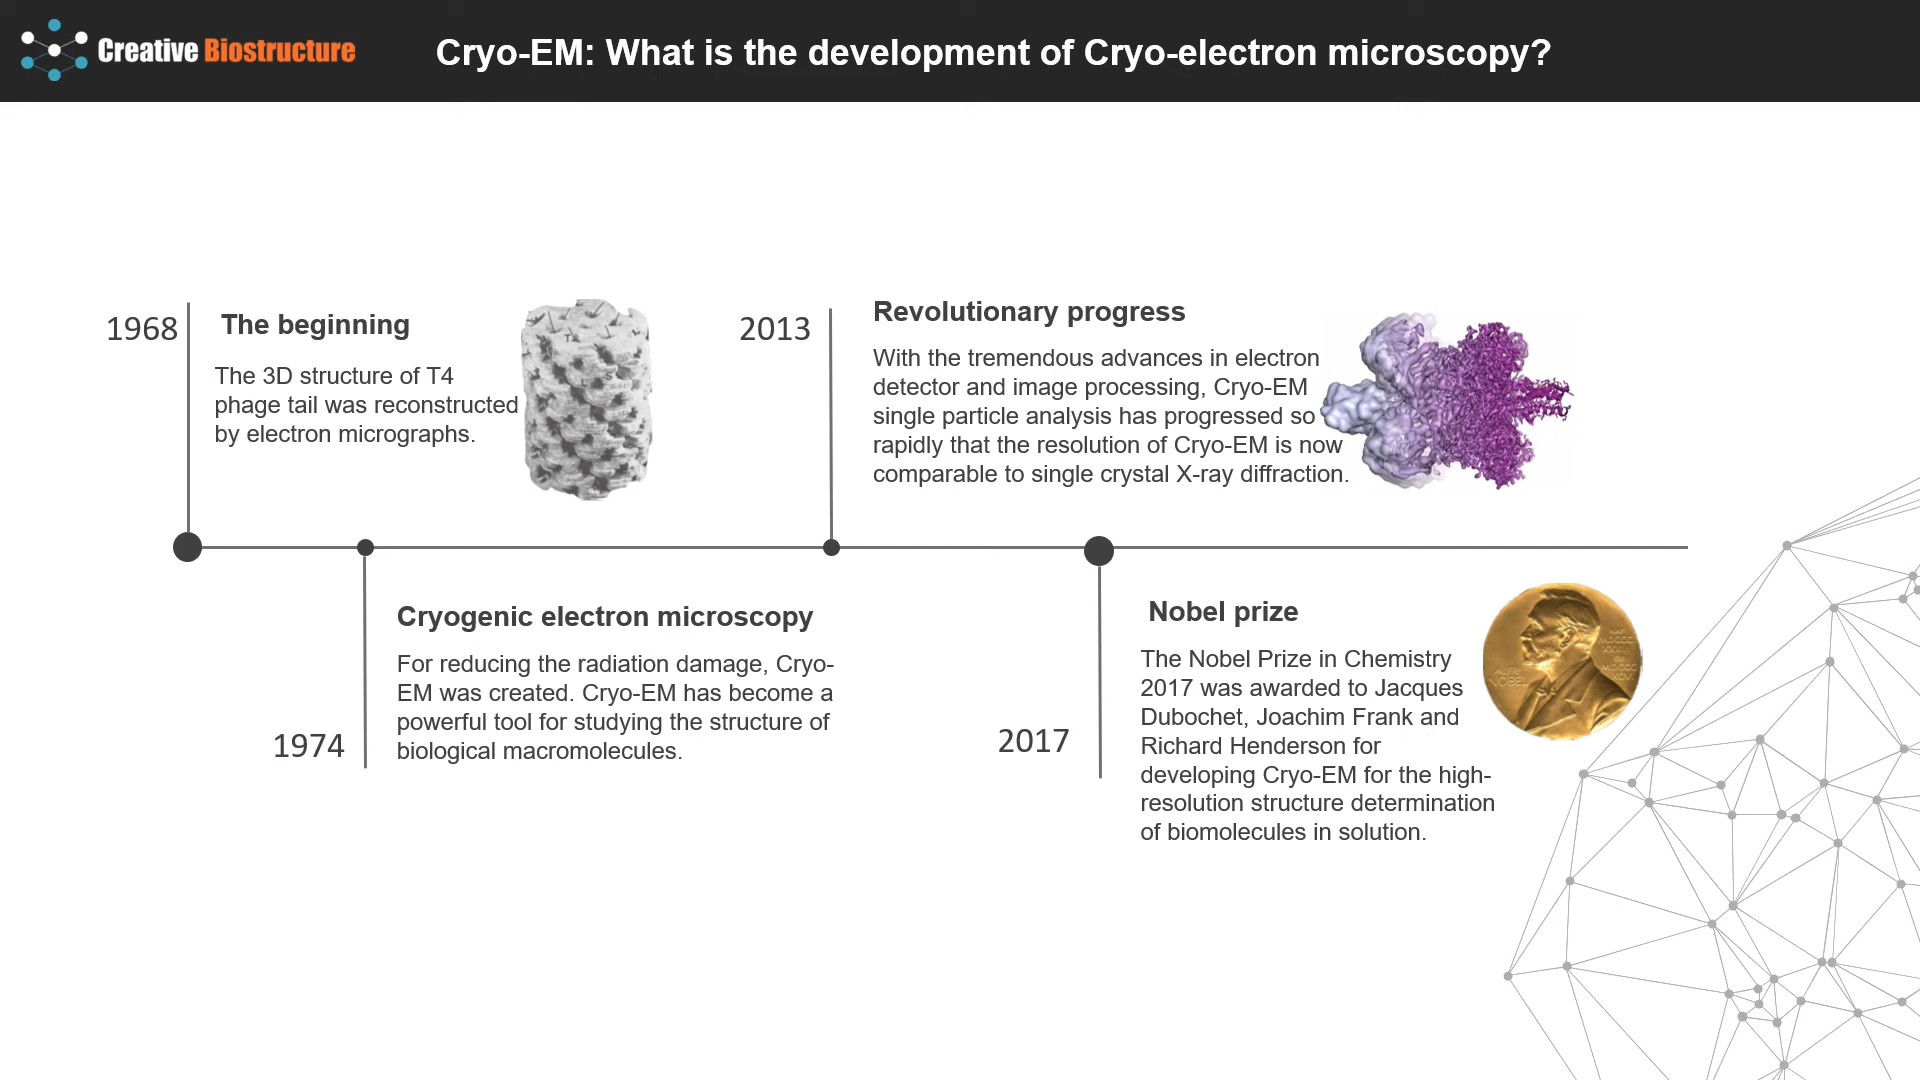 Creative Biostructure
Cryo-EM: What is the development of Cryo-electron microscopy?
1968
The beginning
The 3D structure of T4
phage tail was reconstructed
by electron micrographs.
2013
Revolutionary progress
With the tremendous advances in electron
detector and image processing, Cryo-EM
single particle analysis has progressed so
rapidly that the resolution of Cryo-EM is now
comparable to single crystal X-ray diffraction.
1974
Cryogenic electron microscopy
For reducing the radiation damage, Cryo-
EM was created. Cryo-EM has become a
powerful tool for studying the structure of
biological macromolecules.
2017
Nobel prize
The Nobel Prize in Chemistry
2017 was awarded to Jacques
Dubochet, Joachim Frank and
Richard Henderson for
developing Cryo-EM for the high-
resolution structure determination
of biomolecules in solution.